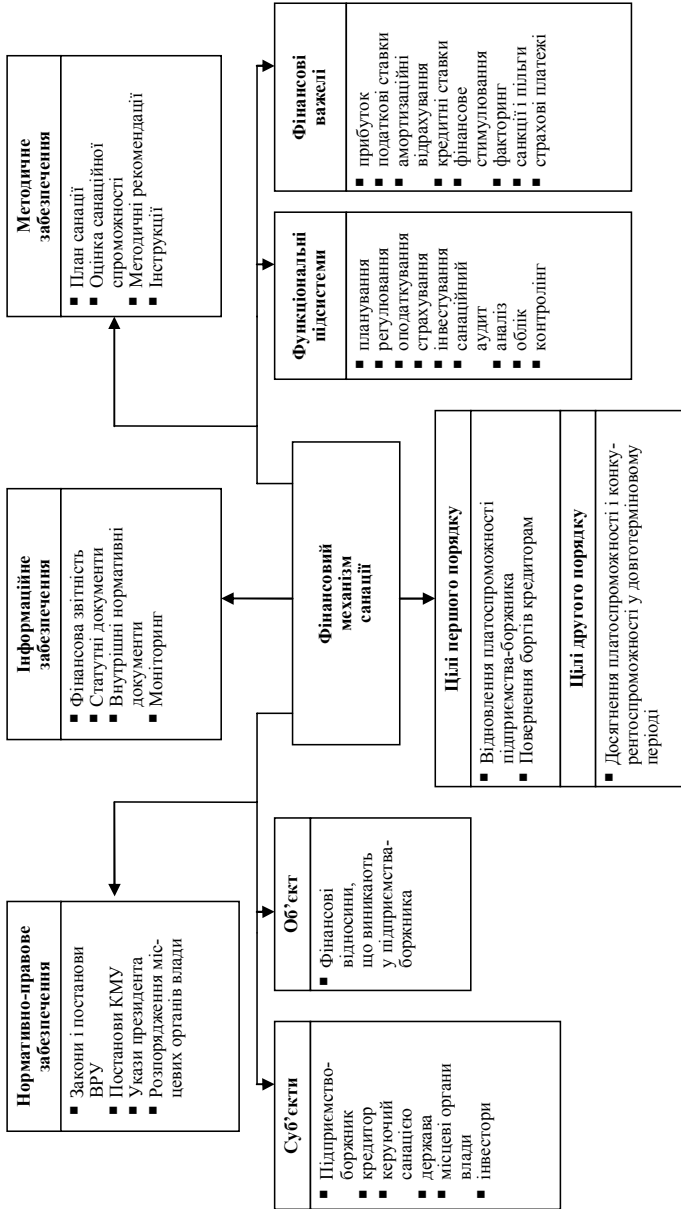 Нормативно-правове
забезпечення
■ Закони і постанови
ВРУ
■ Постанови КМУ
■ Укази президента
■ Розпорядження міс-
цевих органів влади
Інформаційне
забезпечення
■ Фінансова звітність
■ Статутні документи
■ Внутрішні нормативні
документи
■ Моніторинг
Методичне
забезпечення
■ План санації
■ Оцінка санаційної
спроможності
■ Методичні рекомендації
■ Інструкції
Фінансовий
механізм
санації
Суб’єкти
■ Підприємство-
боржник
■ кредитор
■ керуючий
санацією
■ держава
■ місцеві органи
влади
■ інвестори
Об’єкт
■ Фінансові
відносини,
що виникають
у підприємства-
боржника
Цілі першого порядку
■ Відновлення платоспроможності
підприємства-боржника
■ Повернення боргів кредиторам
Цілі другого порядку
■ Досягнення платоспроможності і конку-
рентоспроможності у довготерміновому
періоді
Функціональні
підсистеми
■ планування
■ регулювання
■ оподаткування
■ страхування
■ інвестування
■ санаційний
аудит
■ аналіз
■ облік
■ контролінг
Фінансові
важелі
■ прибуток
■ податкові ставки
■ амортизаційні
відрахування
■ кредитні ставки
■ фінансове
стимулювання
■ факторинг
■ санкції і пільги
■ страхові платежі